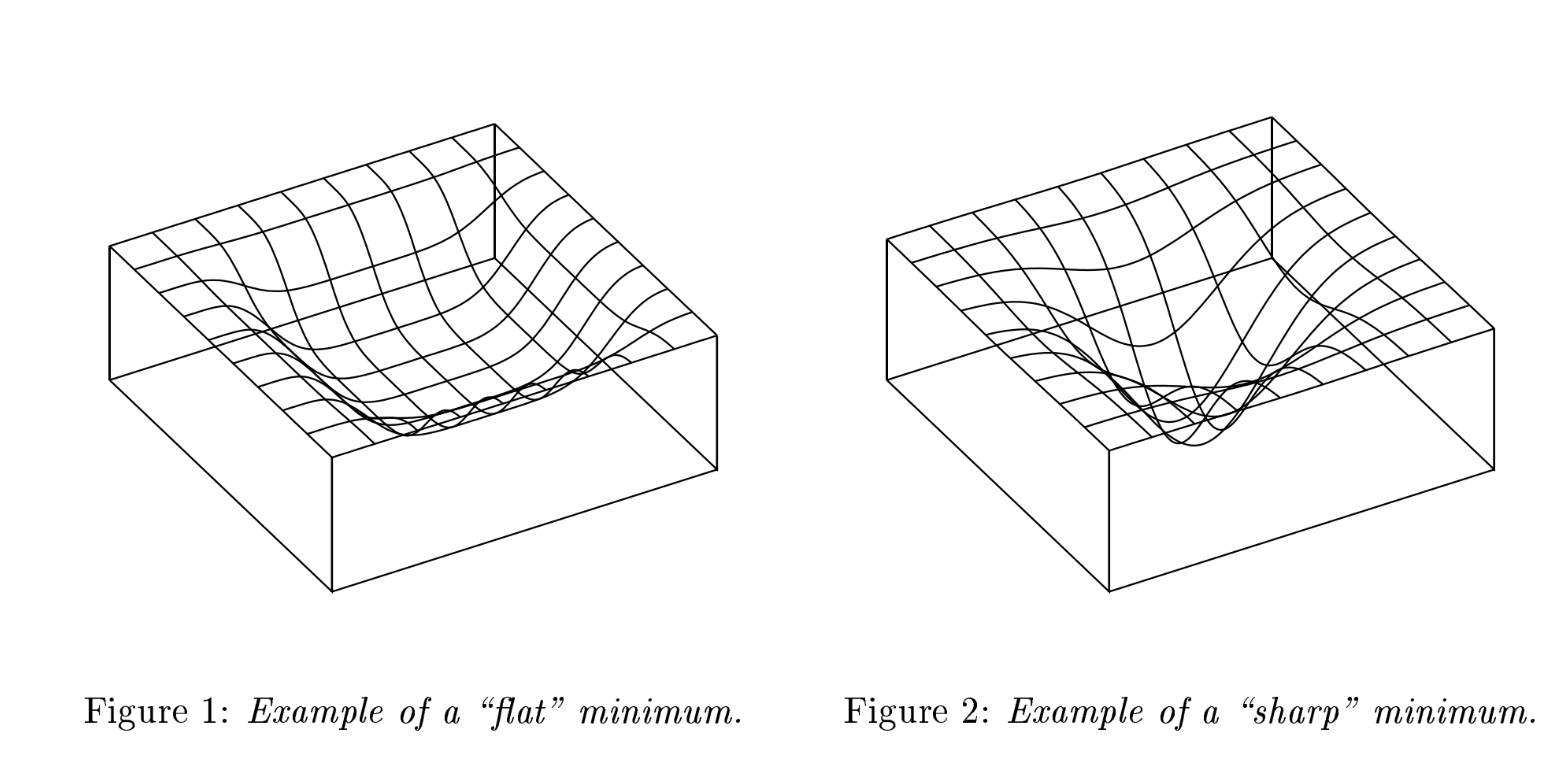 Figure 1: Example of a “flat” minimum.
Figure 2: Example of a “sharp” minimum.